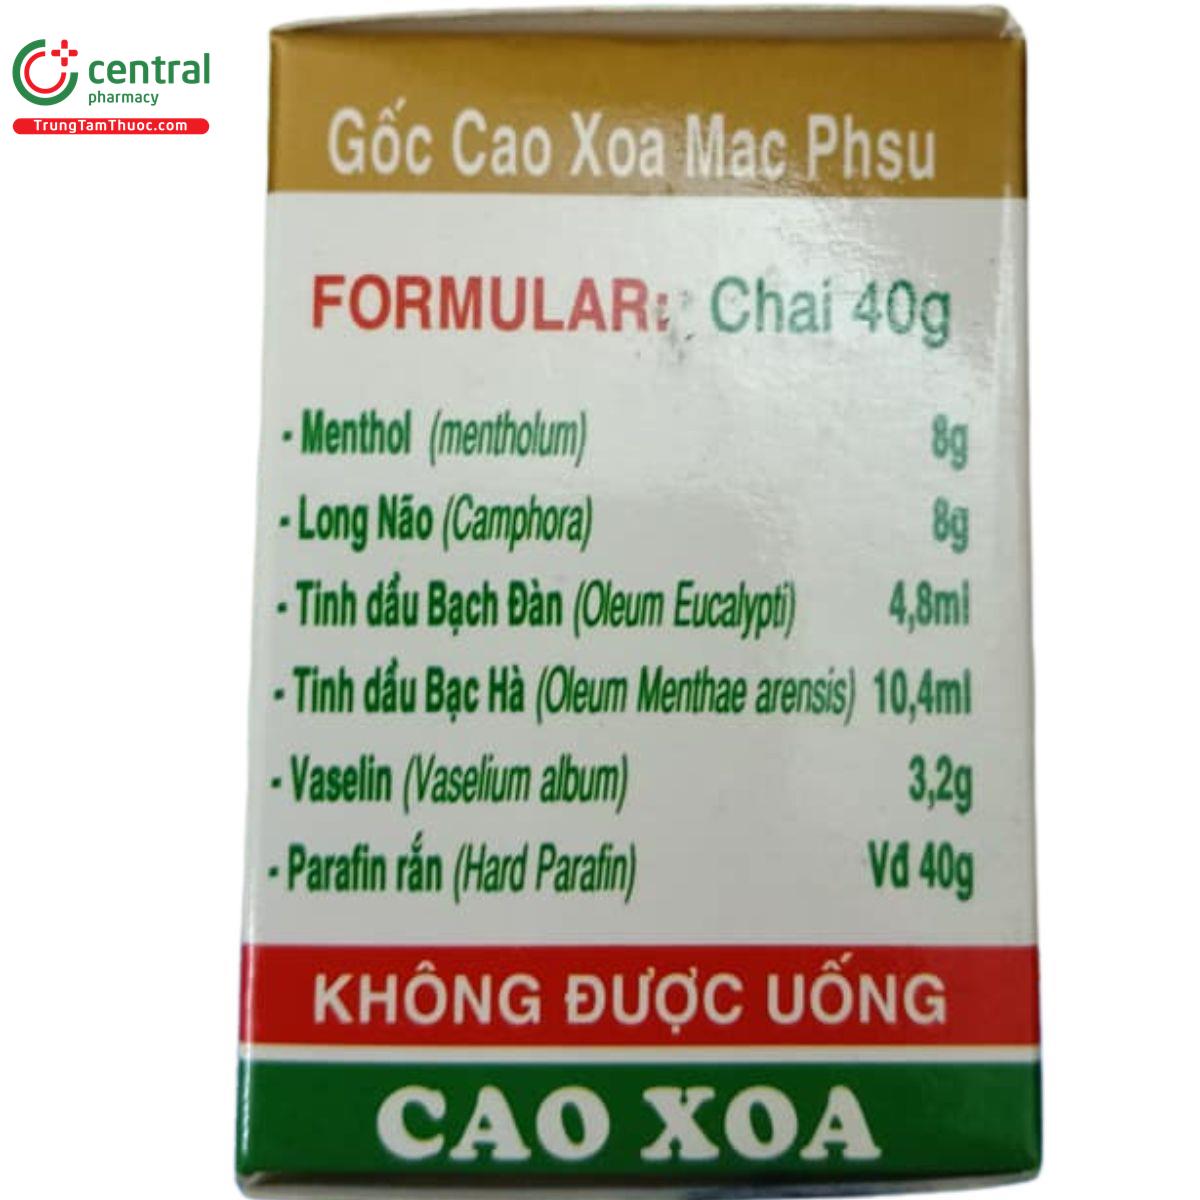 central
pharmacy
TrungTamThuoc.com
Gốc Cao Xoa Mac Phsu
FORMULAR: Chai 40g
- Menthol (mentholum) 8g
- Long Não (Camphora) 8g
- Tinh dầu Bạch Đàn (Oleum Eucalypti) 4,8ml
- Tinh dầu Bạc Hà (Oleum Menthae arensis) 10,4ml
- Vaselin (Vaselium album) 3,2g
- Parafin rắn (Hard Parafin) Vđ 40g
KHÔNG ĐƯỢC UỐNG
CAO XOA